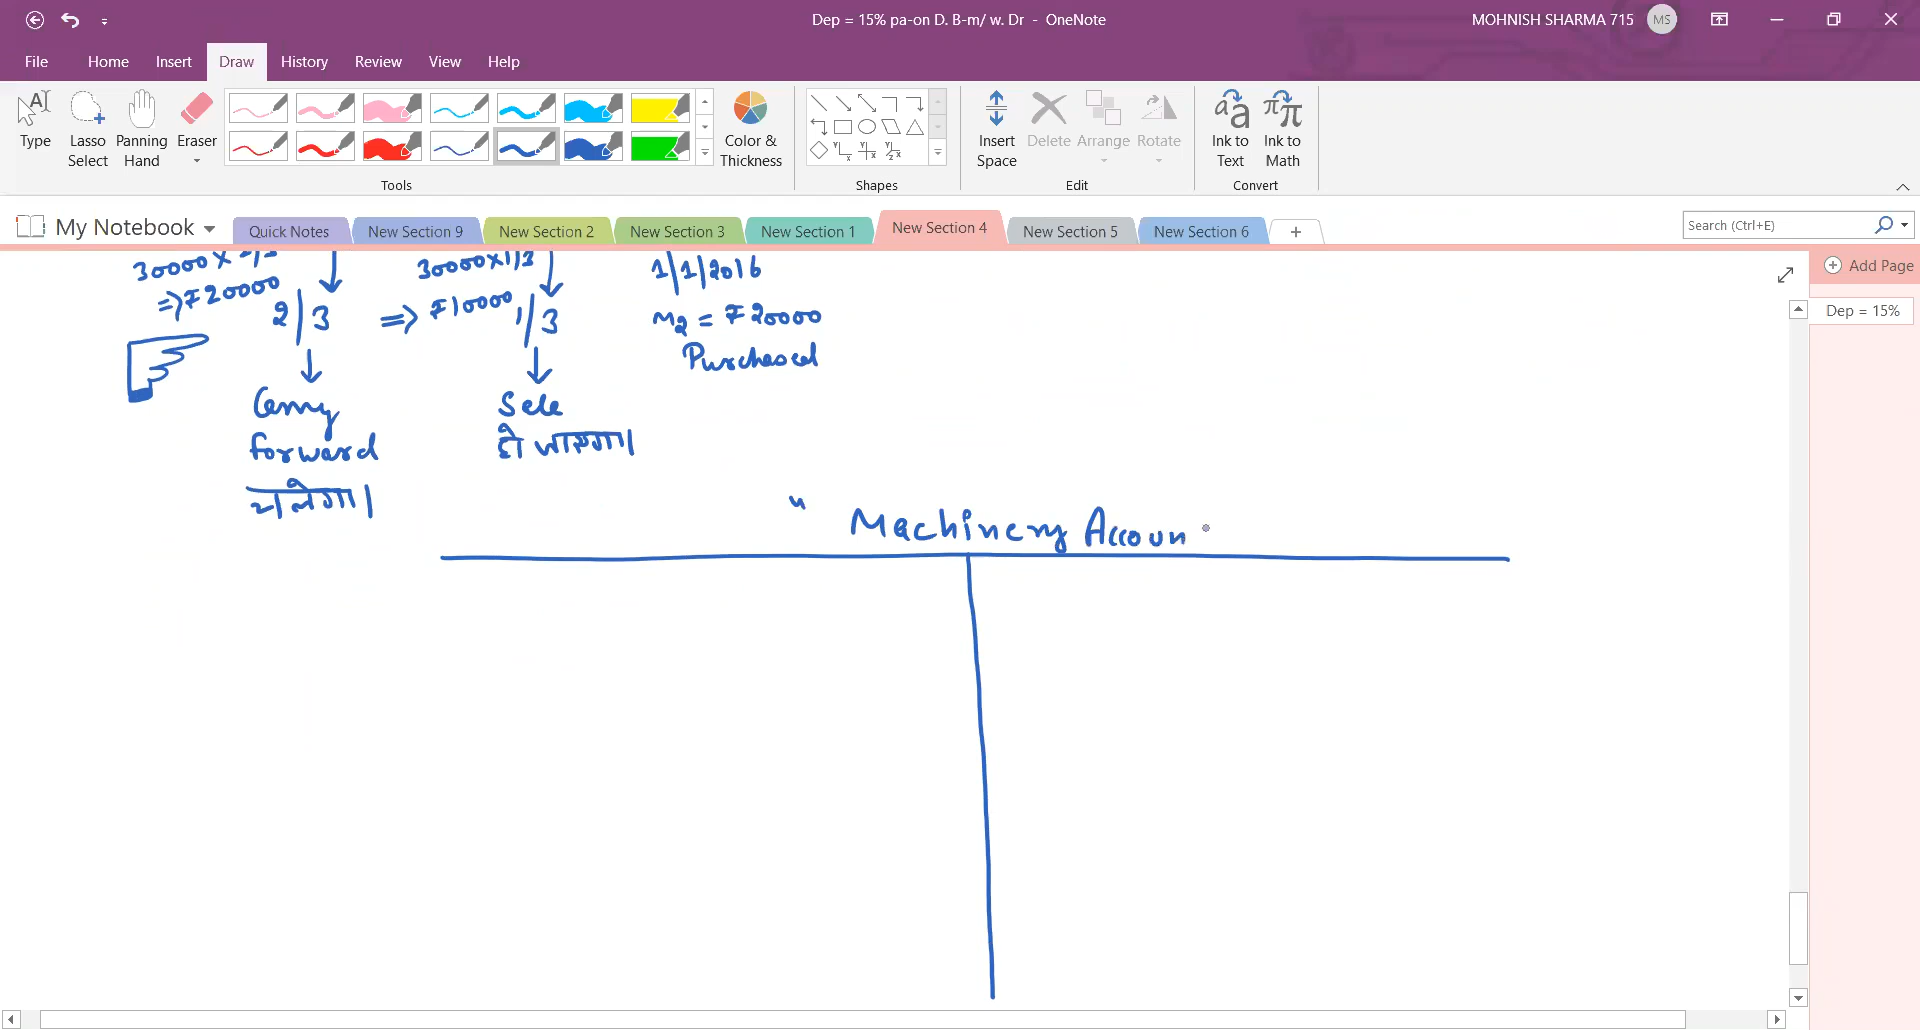 Dep = 15% pa-on D. B-m/ w. Dr - OneNote
MOHNISH SHARMA 715
MS
File Home Insert Draw History Review View Help
Type
Lasso Select
Panning Hand
Eraser
Color & Thickness
Insert Space
Delete
Arrange
Rotate
Ink to Text
Ink to Math
Tools
Shapes
Edit
Convert
My Notebook
Quick Notes
New Section 9
New Section 2
New Section 3
New Section 1
New Section 4
New Section 5
New Section 6
Search (Ctrl+E)
Add Page
Dep = 15%
30000×2/3
30000×1/3
1/1/2016
=> ₹20000
2/3
=> ₹10000
1/3
M2 = ₹20000
Purchased
Carry
forward
Sale
हो जाएगा।
" Machinery Accoun